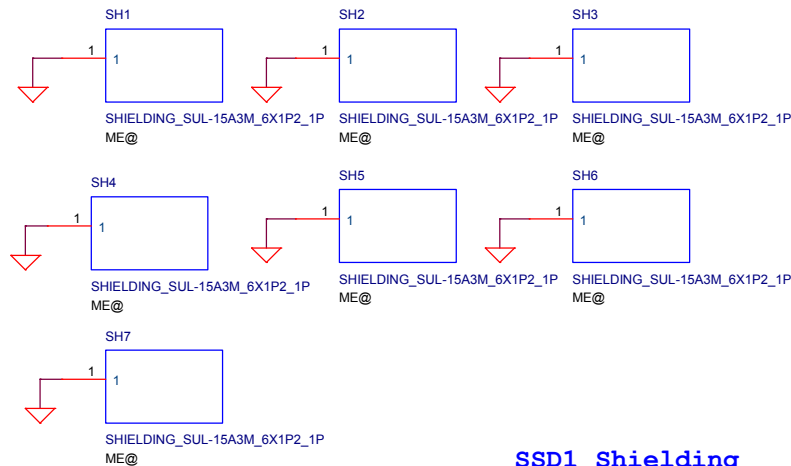 SH1
SH2
SH3
1
1
1
1
1
1
SHIELDING_SUL-15A3M_6X1P2_1P
SHIELDING_SUL-15A3M_6X1P2_1P
SHIELDING_SUL-15A3M_6X1P2_1P
ME@
ME@
ME@
SH4
SH5
SH6
1
1
1
1
1
1
SHIELDING_SUL-15A3M_6X1P2_1P
SHIELDING_SUL-15A3M_6X1P2_1P
SHIELDING_SUL-15A3M_6X1P2_1P
ME@
ME@
ME@
SH7
1
1
SHIELDING_SUL-15A3M_6X1P2_1P
ME@
SSD1 Shielding